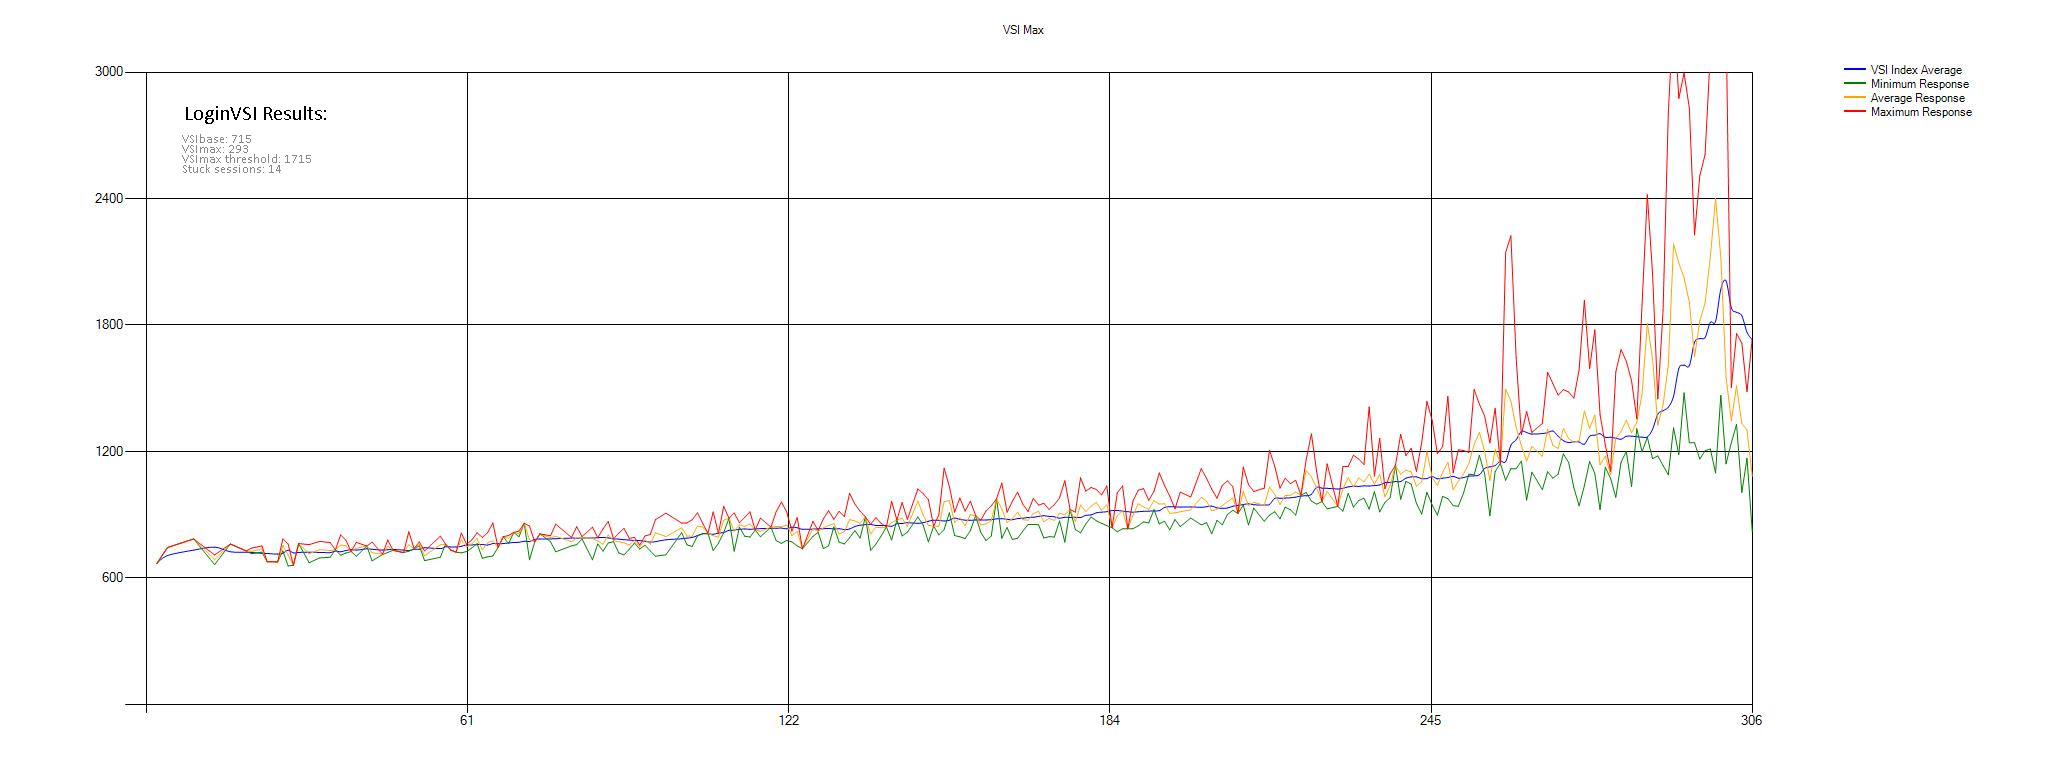 VSI Max
3000
2400
1800
1200
600
LoginVSI Results:
VSIbase: 715
VSImax: 293
VSImax threshold: 1715
Stuck sessions: 14
VSI Index Average
Minimum Response
Average Response
Maximum Response
61
122
184
245
306